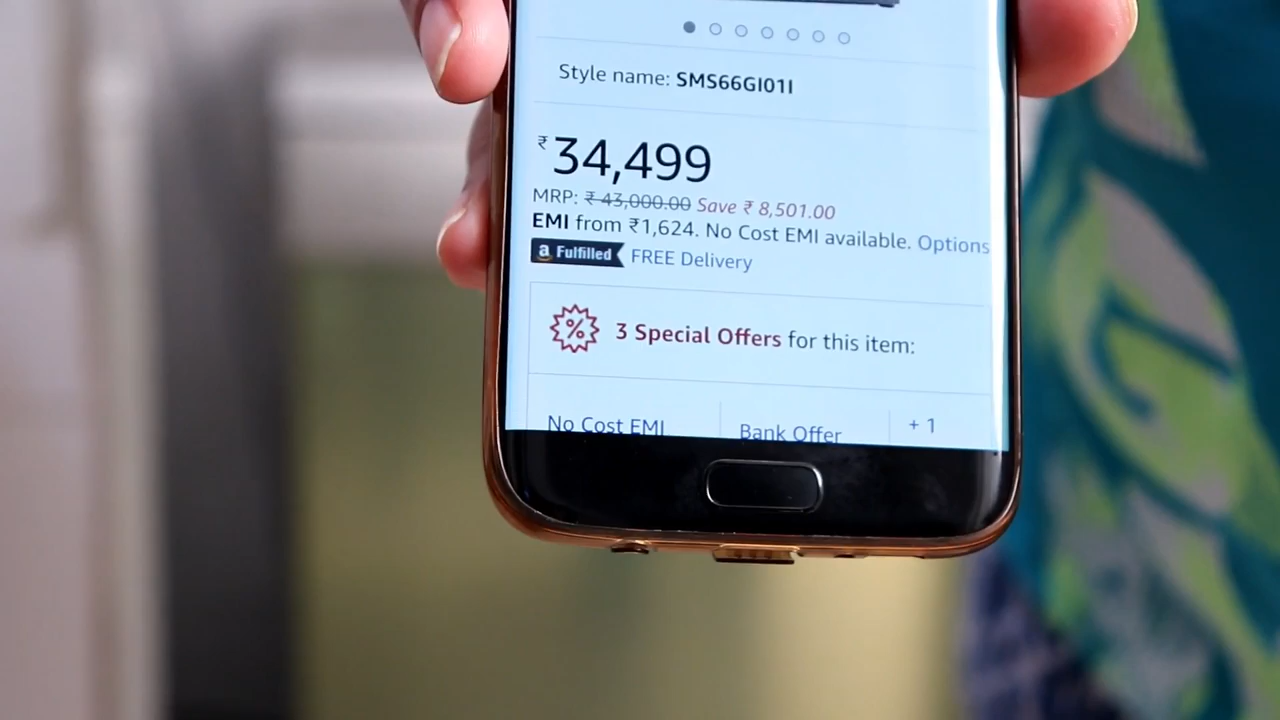 Style name: SMS66GI01I
₹34,499
MRP: ₹ 43,000.00 Save ₹ 8,501.00
EMI from ₹1,624. No Cost EMI available. Options
a Fulfilled FREE Delivery
% 3 Special Offers for this item:
No Cost EMI Bank Offer + 1